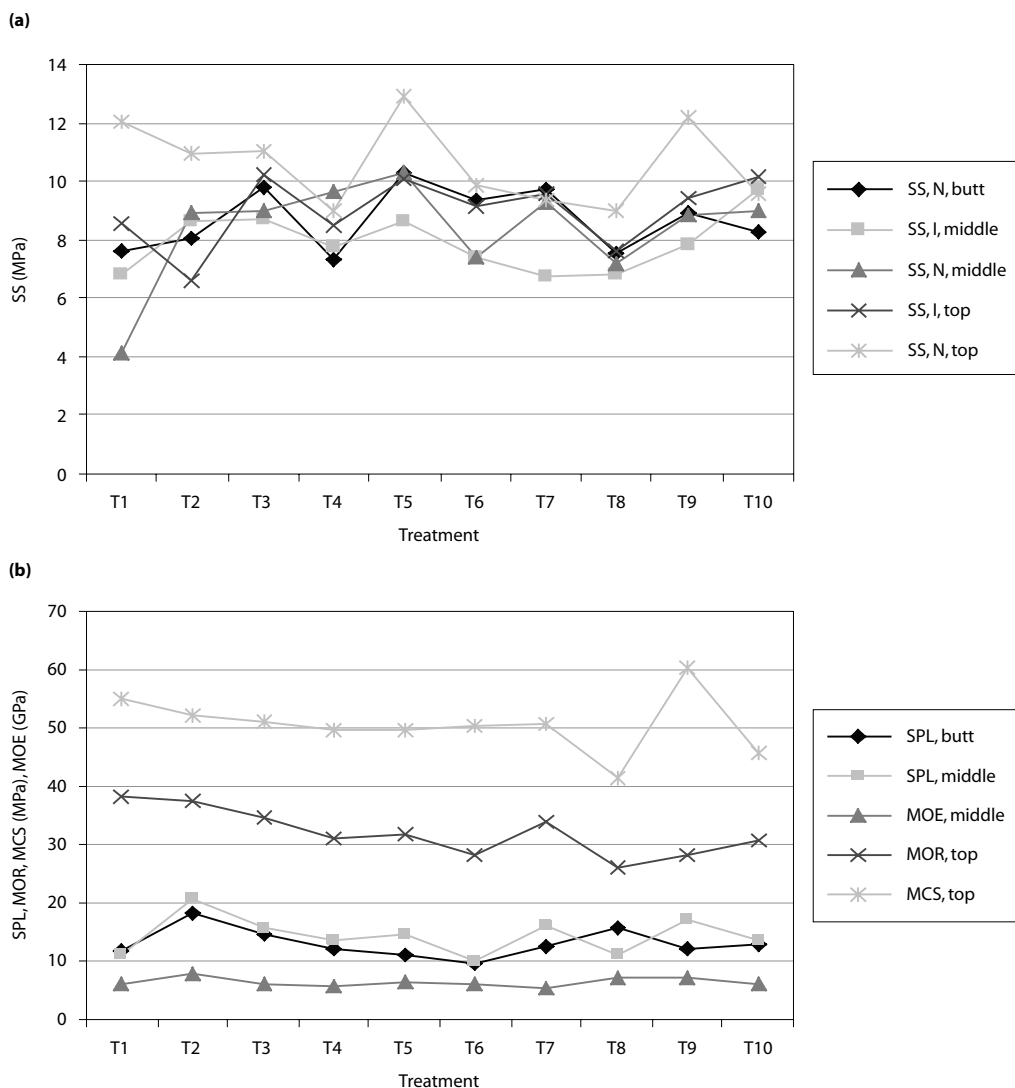 (a)
SS (MPa)
14
12
10
8
6
4
2
0
T1 T2 T3 T4 T5 T6 T7 T8 T9 T10
Treatment
SS, N, butt
SS, I, middle
SS, N, middle
SS, I, top
SS, N, top
(b)
SPL, MOR, MCS (MPa), MOE (GPa)
70
60
50
40
30
20
10
0
T1 T2 T3 T4 T5 T6 T7 T8 T9 T10
Treatment
SPL, butt
SPL, middle
MOE, middle
MOR, top
MCS, top